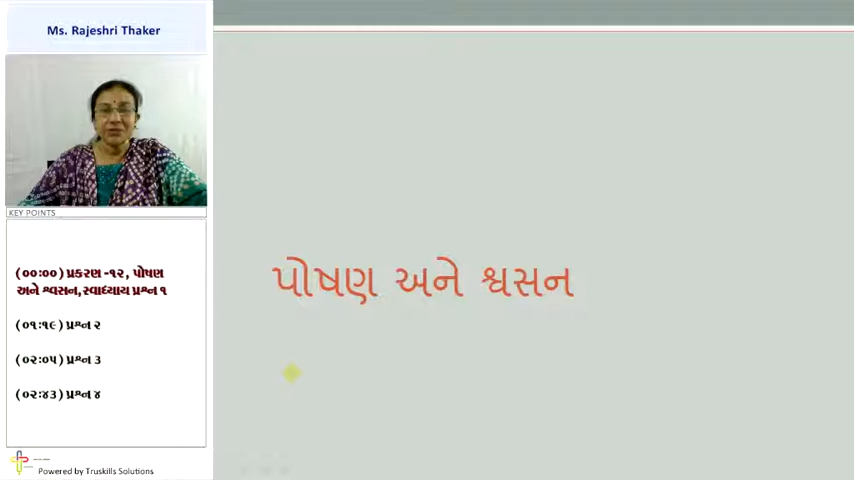 Ms. Rajeshri Thaker
KEY POINTS
(૦૦:૦૦) પ્રકરણ -૧૨, પોષણ
અને શ્વસન,સ્વાધ્યાય પ્રશ્ન ૧
(૦૧:૧૯) પ્રશ્ન ૨
(૦૨:૦૫) પ્રશ્ન 3
(૦૨:૪૩) પ્રશ્ન ૪
Powered by Truskills Solutions
પોષણ અને શ્વસન